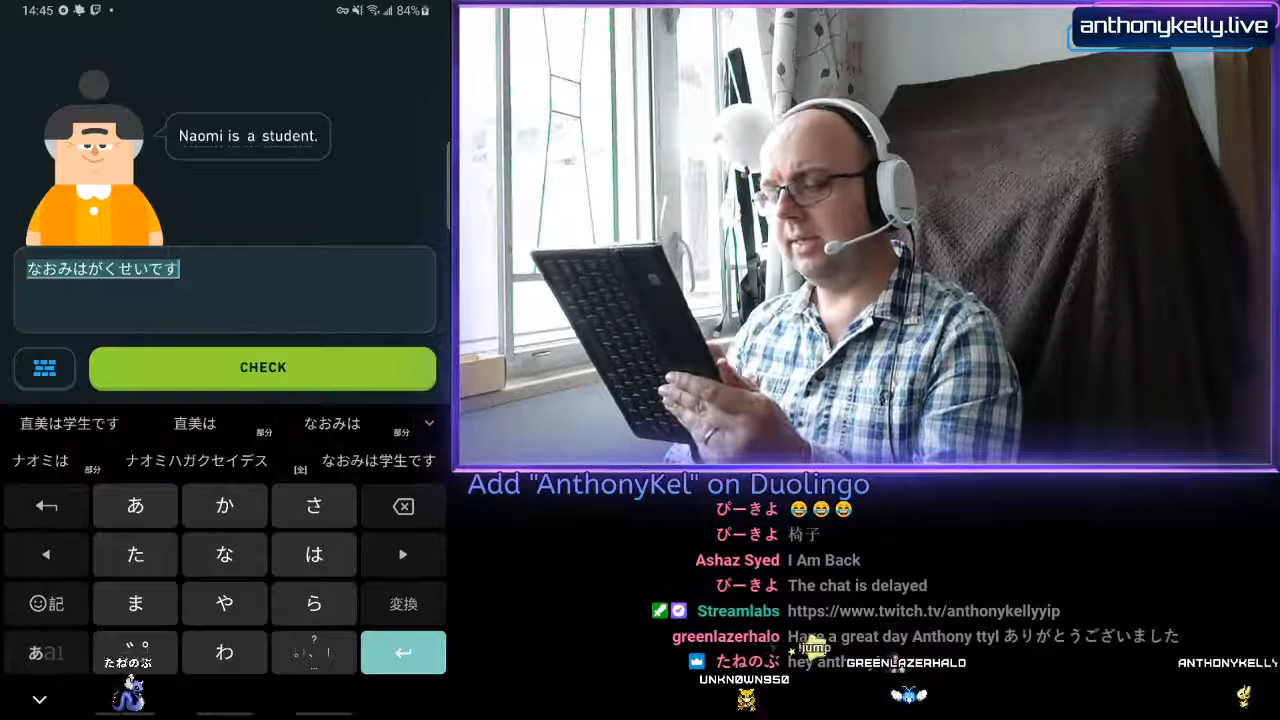 14:45
84%
anthonykelly.live
Naomi is a student.
なおみはがくせいです
CHECK
直美は学生です 直美は 部分 なおみは 部分
ナオミは 部分 ナオミハガクセイデス [全] なおみは学生です
あ か さ
た な は
☺記 ま や ら 変換
あa1 わ 。、?!…
たねのぶ
Add "AnthonyKel" on Duolingo
ぴーきよ 😂 😂 😂
ぴーきよ 椅子
Ashaz Syed I Am Back
ぴーきよ The chat is delayed
Streamlabs https://www.twitch.tv/anthonykellyyip
greenlazerhalo Have a great day Anthony ttyl ありがとうございました
たねのぶ hey
!jump
UNKN0WN950
GREENLAZERHALO
ANTHONYKELLY